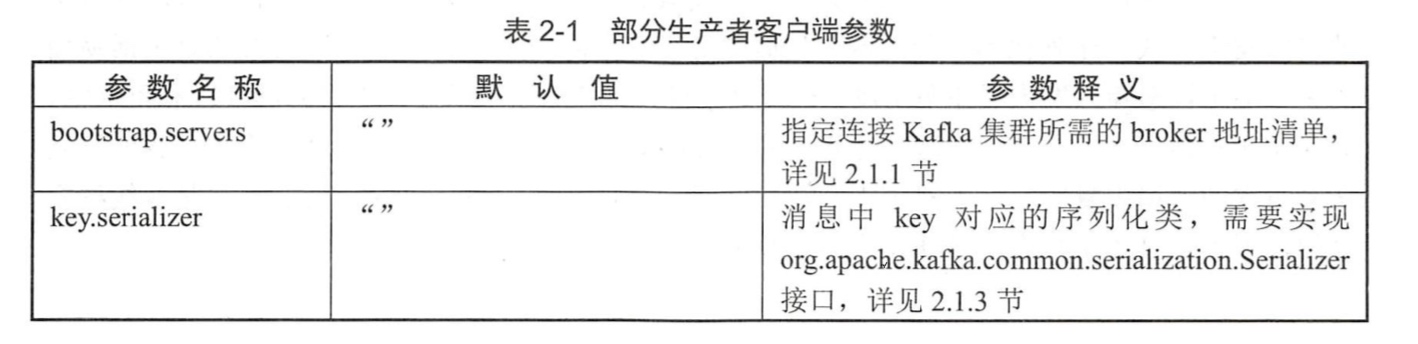 表 2-1 部分生产者客户端参数
参数名称 默认值 参数释义
bootstrap.servers “” 指定连接 Kafka 集群所需的 broker 地址清单，
详见 2.1.1 节
key.serializer “” 消息中 key 对应的序列化类，需要实现
org.apache.kafka.common.serialization.Serializer
接口，详见 2.1.3 节